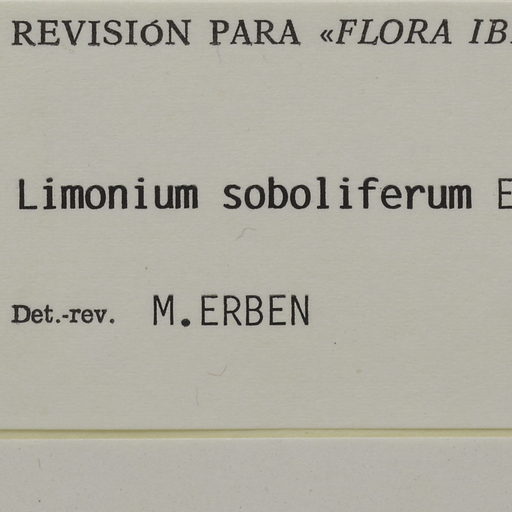 REVISIÓN PARA «FLORA IB
Limonium soboliferum E
Det.-rev. M.ERBEN